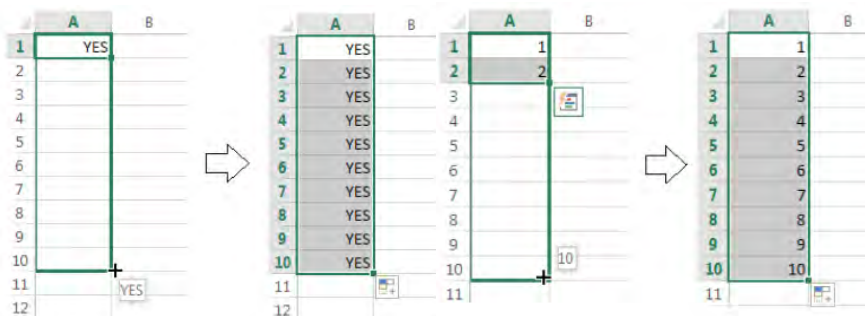 A B
1 YES
2
3
4
5
6
7
8
9
10
11 YES
12
A B
1 YES
2 YES
3 YES
4 YES
5 YES
6 YES
7 YES
8 YES
9 YES
10 YES
11
12
A B
1 1
2 2
3
4
5
6
7
8
9
10 10
11
A B
1 1
2 2
3 3
4 4
5 5
6 6
7 7
8 8
9 9
10 10
11